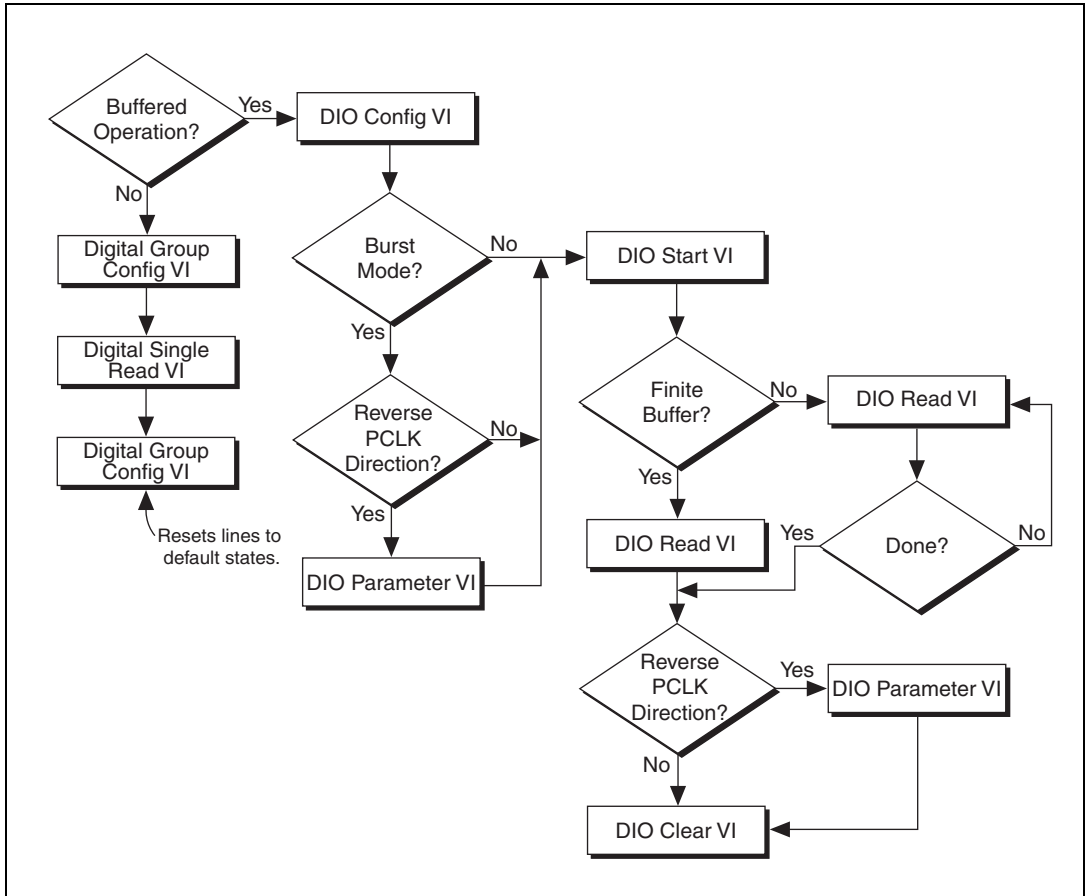 Buffered
Operation?
Yes
No
DIO Config VI
Digital Group
Config VI
Digital Single
Read VI
Digital Group
Config VI
Resets lines to
default states.
Burst
Mode?
No
Yes
Reverse
PCLK
Direction?
No
Yes
DIO Parameter VI
DIO Start VI
Finite
Buffer?
No
Yes
DIO Read VI
DIO Read VI
Done?
Yes
No
Reverse
PCLK
Direction?
Yes
No
DIO Parameter VI
DIO Clear VI